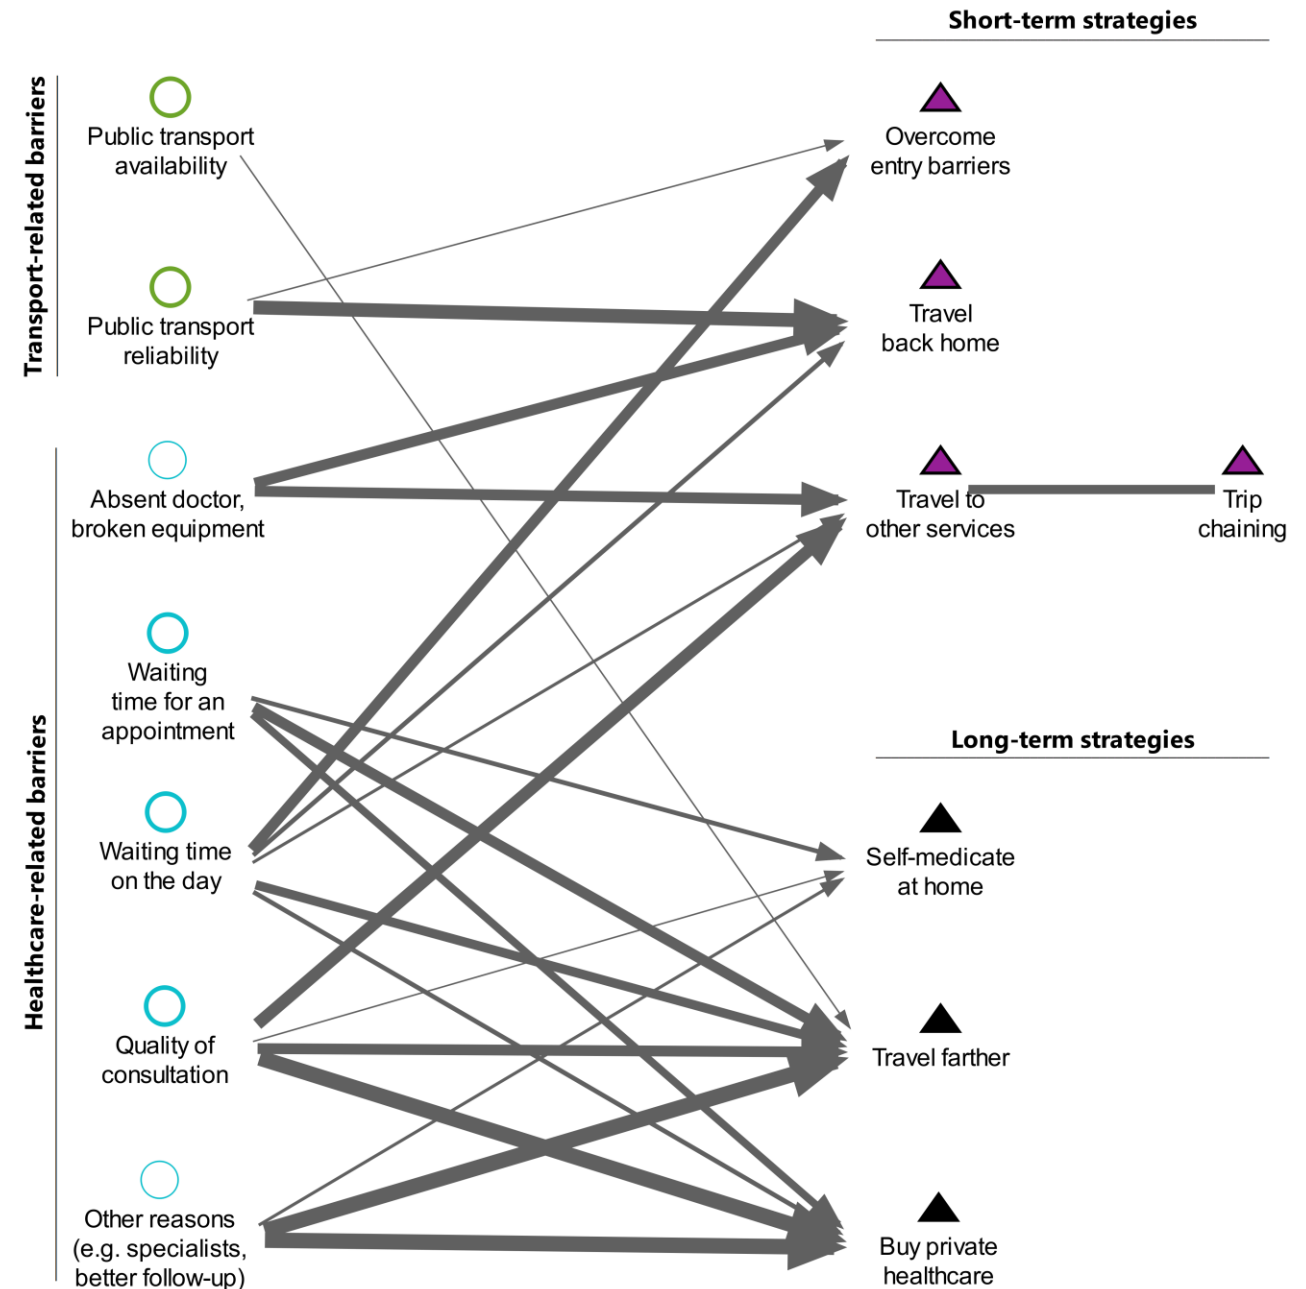 Short-term strategies
Transport-related barriers
Public transport
availability
Overcome
entry barriers
Public transport
reliability
Travel
back home
Healthcare-related barriers
Absent doctor,
broken equipment
Travel to
other services
Trip
chaining
Waiting
time for an
appointment
Long-term strategies
Waiting time
on the day
Self-medicate
at home
Quality of
consultation
Travel farther
Other reasons
(e.g. specialists,
better follow-up)
Buy private
healthcare